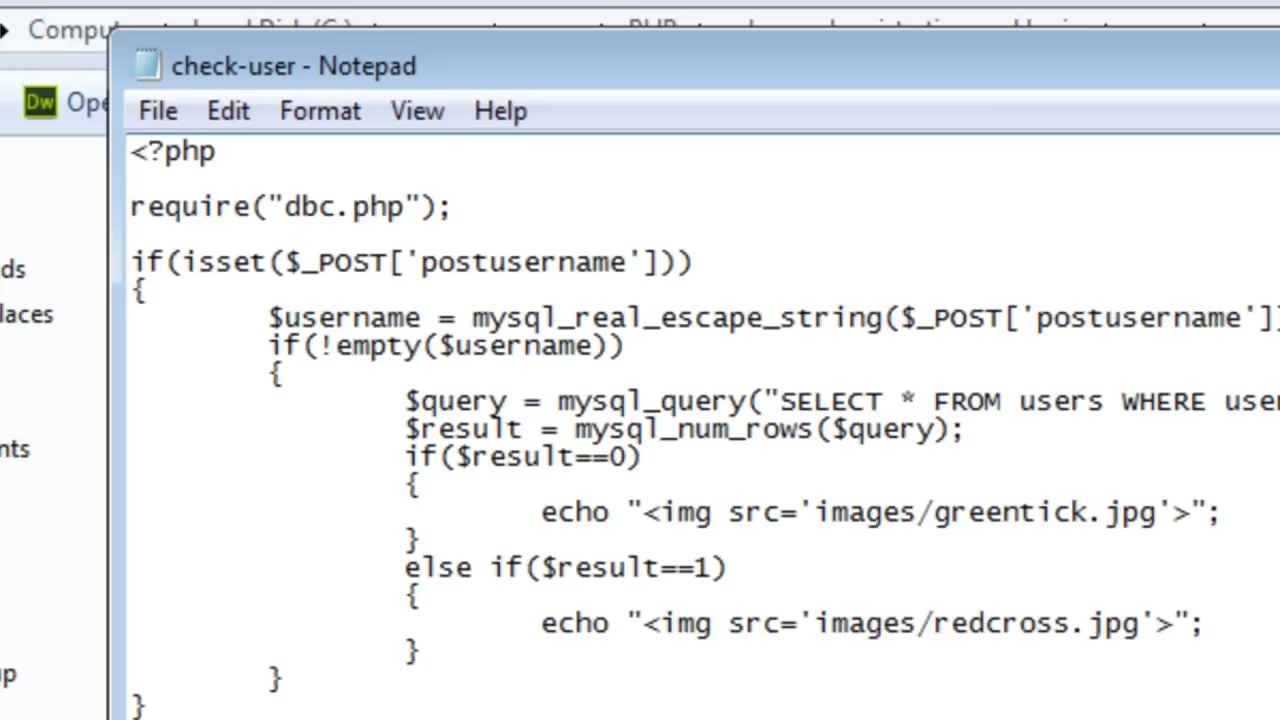 check-user - Notepad
File Edit Format View Help
<?php
require("dbc.php");
if(isset($_POST['postusername']))
{
$username = mysql_real_escape_string($_POST['postusername']
if(!empty($username))
{
$query = mysql_query("SELECT * FROM users WHERE user
$result = mysql_num_rows($query);
if($result==0)
{
echo "<img src='images/greentick.jpg'>";
}
else if($result==1)
{
echo "<img src='images/redcross.jpg'>";
}
}
}
Dw Ope
ds
laces
nts